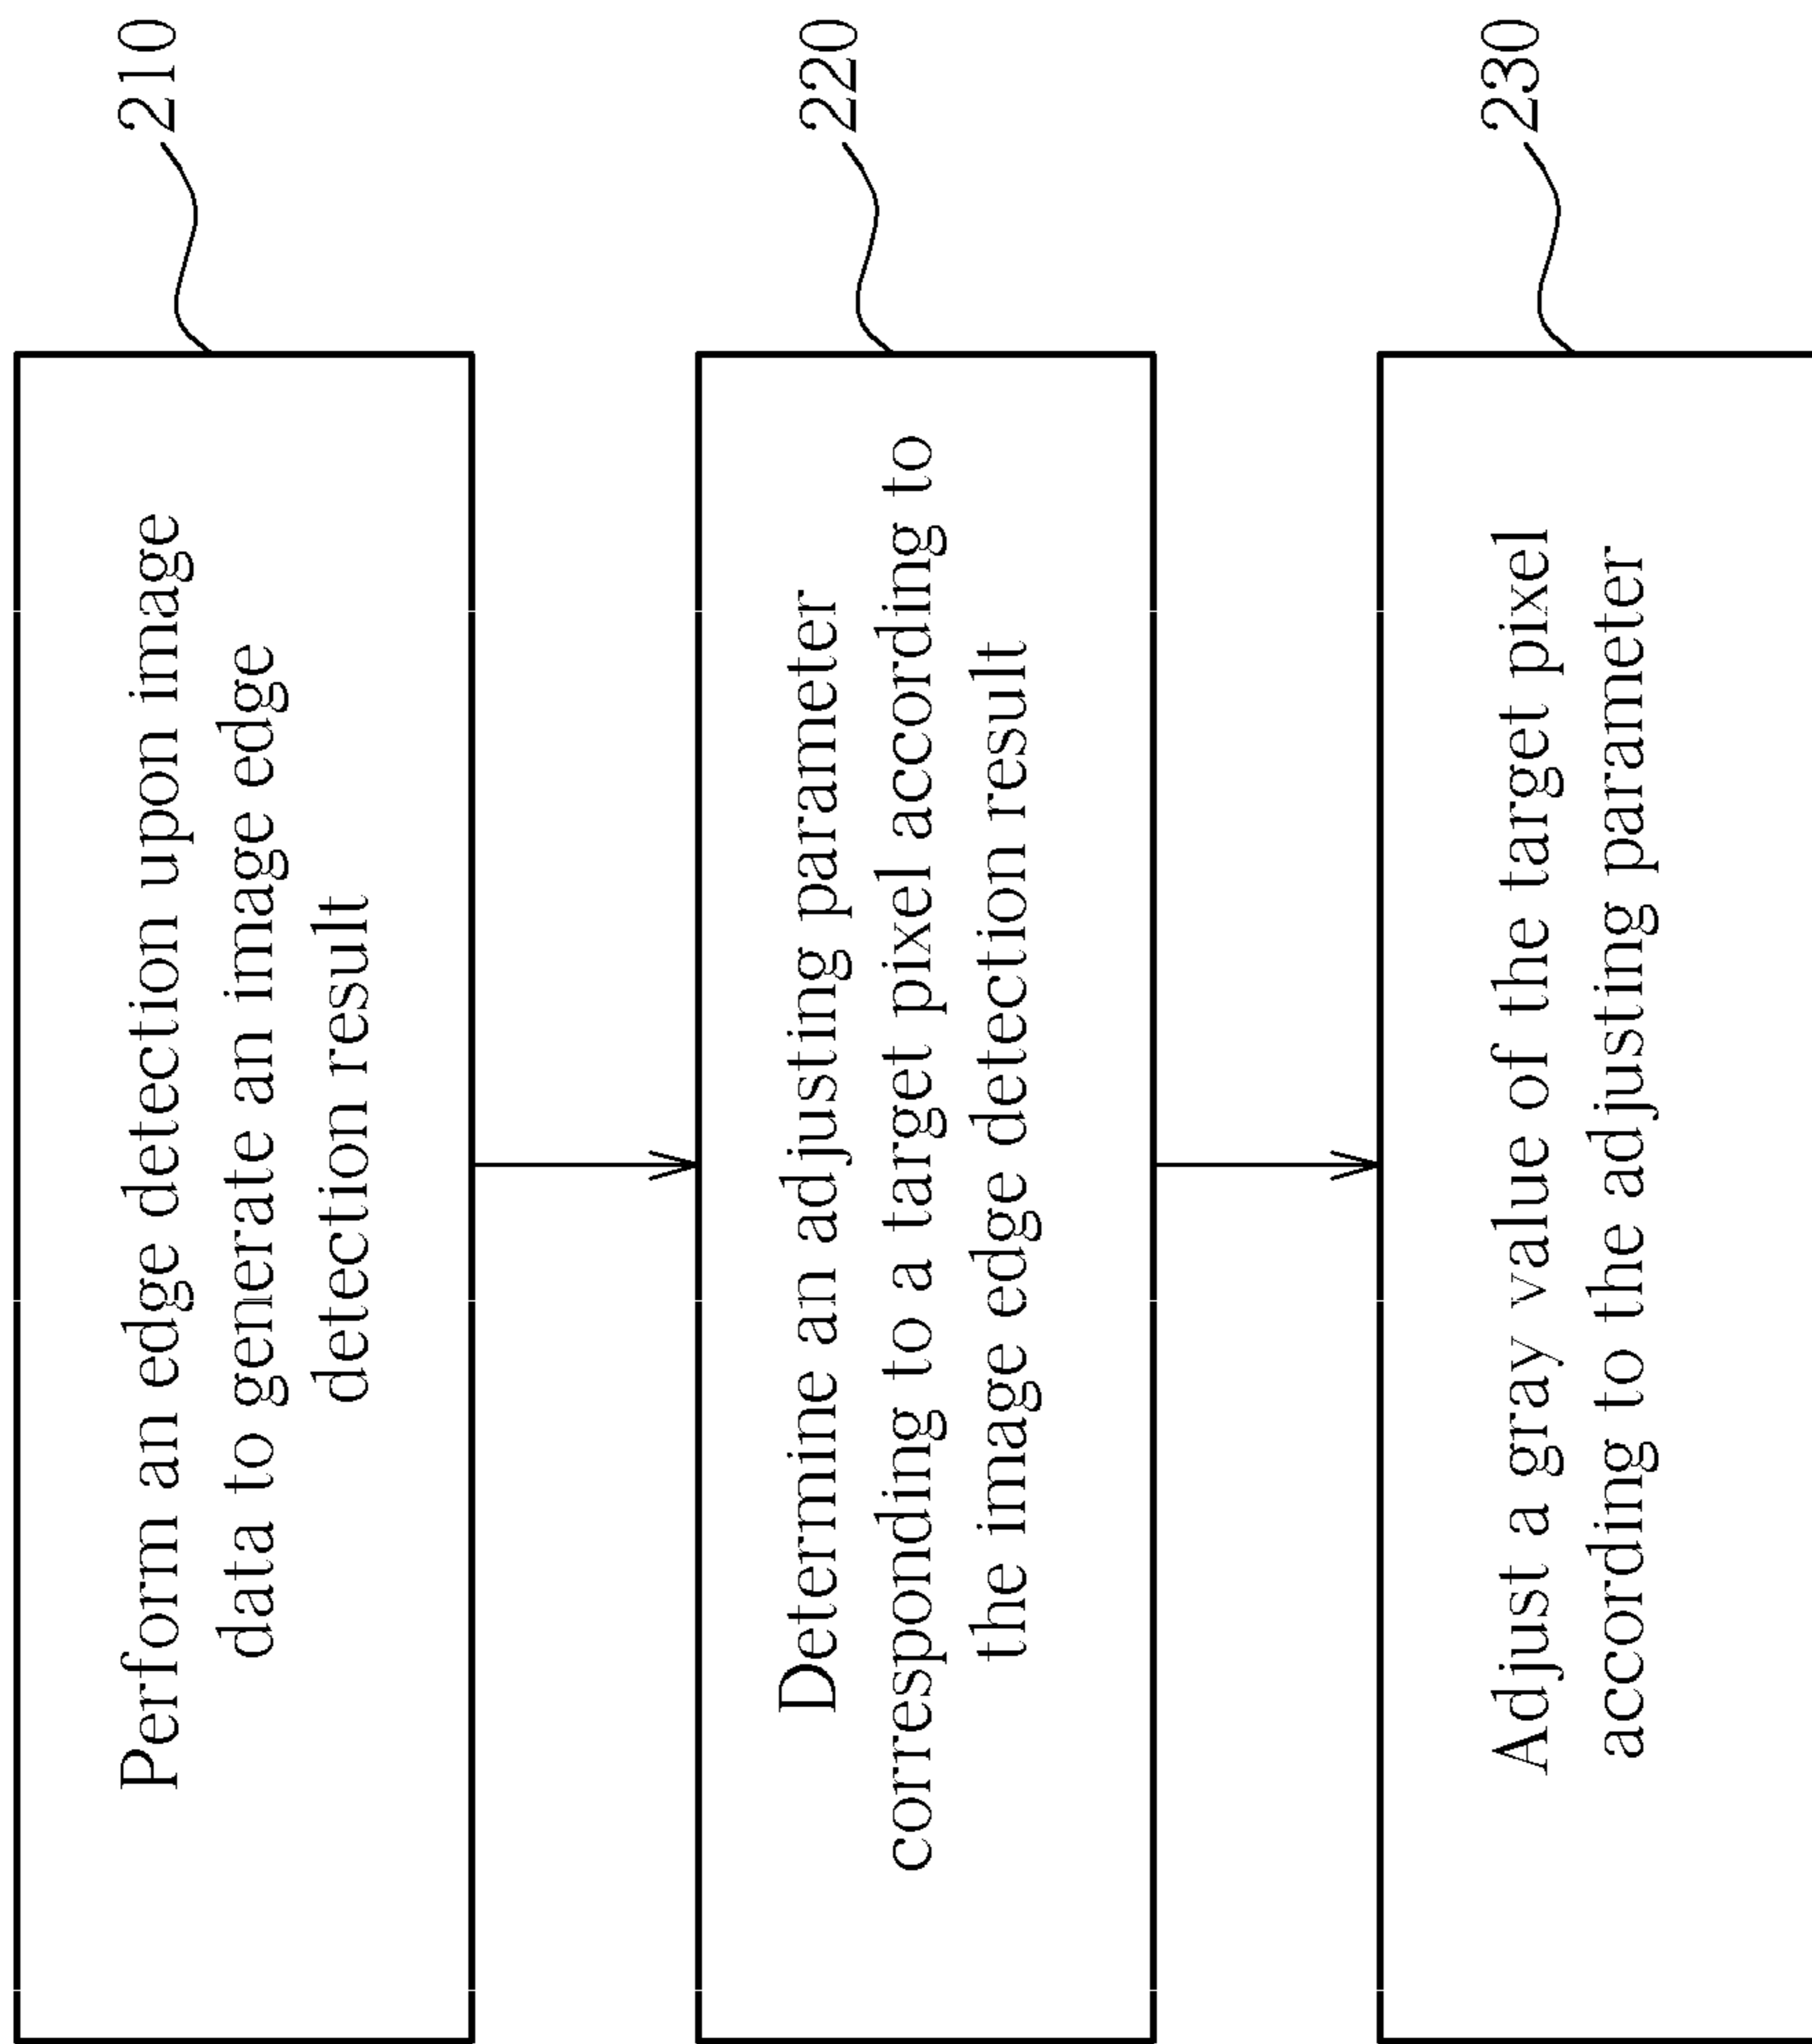 Perform an edge detection upon image
data to generate an image edge
detection result
210
Determine an adjusting parameter
corresponding to a target pixel according to
the image edge detection result
220
Adjust a gray value of the target pixel
according to the adjusting parameter
230